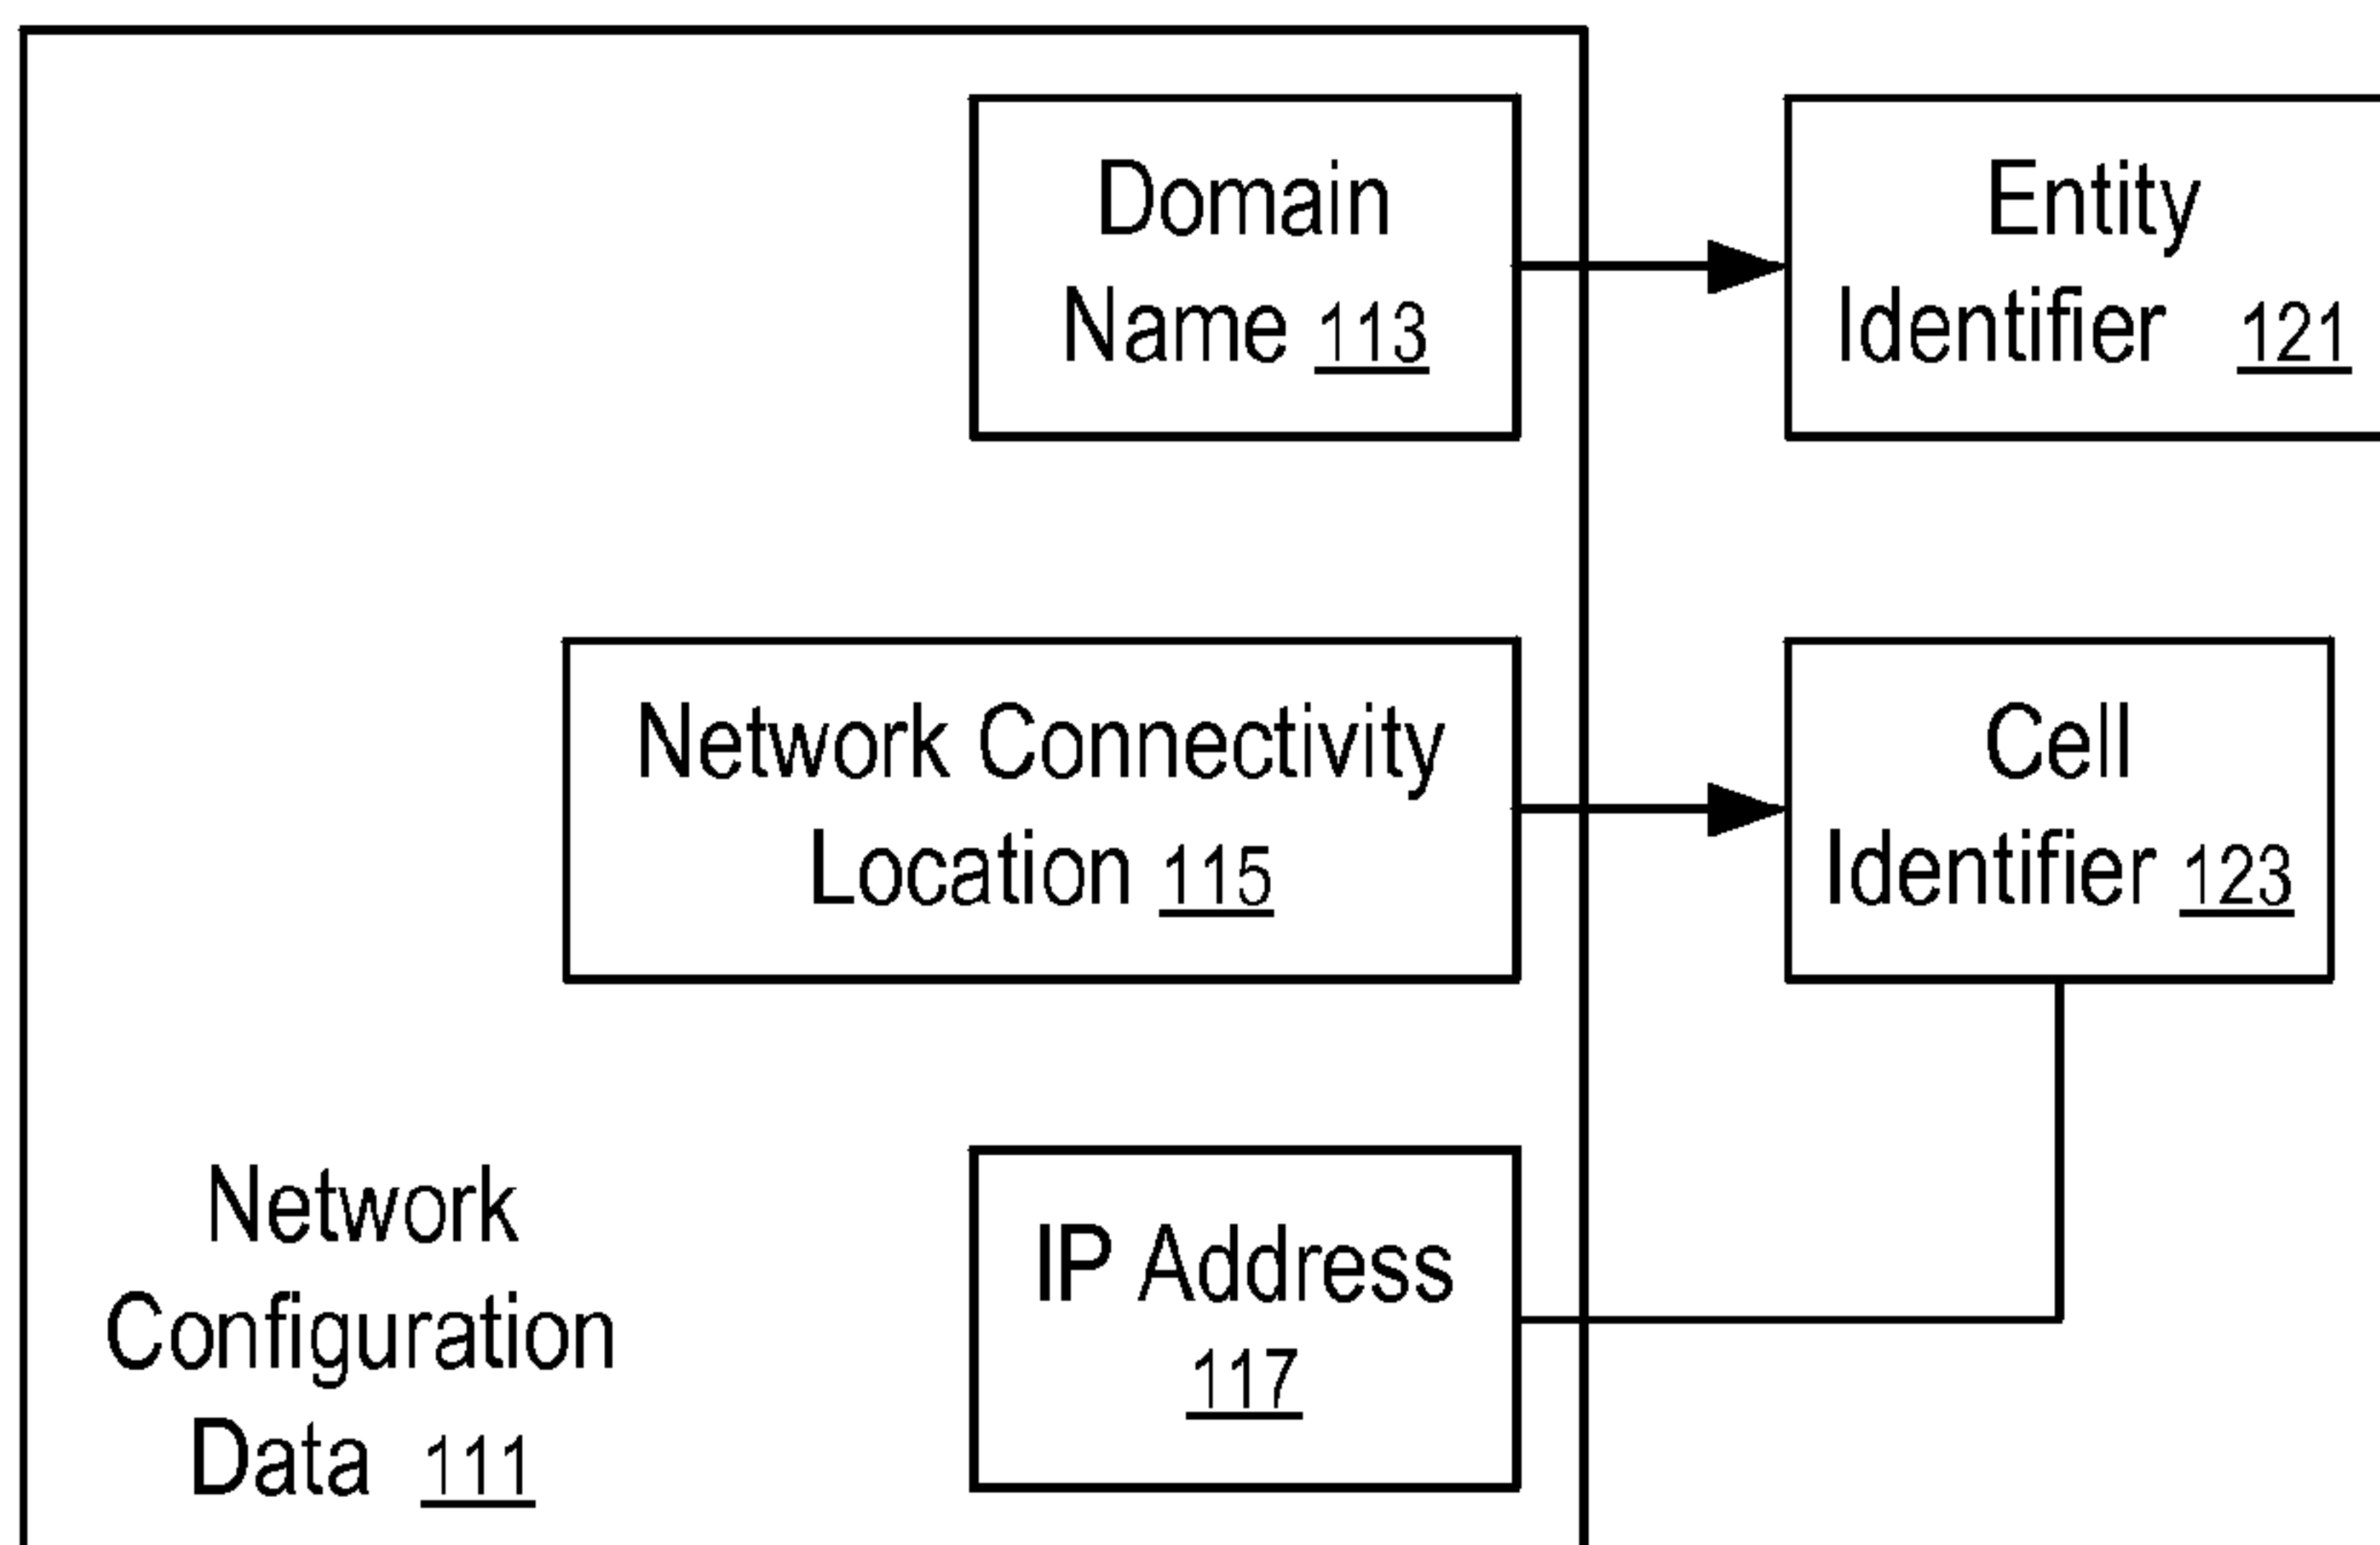 Domain
Name 113
Entity
Identifier 121
Network Connectivity
Location 115
Cell
Identifier 123
Network
Configuration
Data 111
IP Address
117